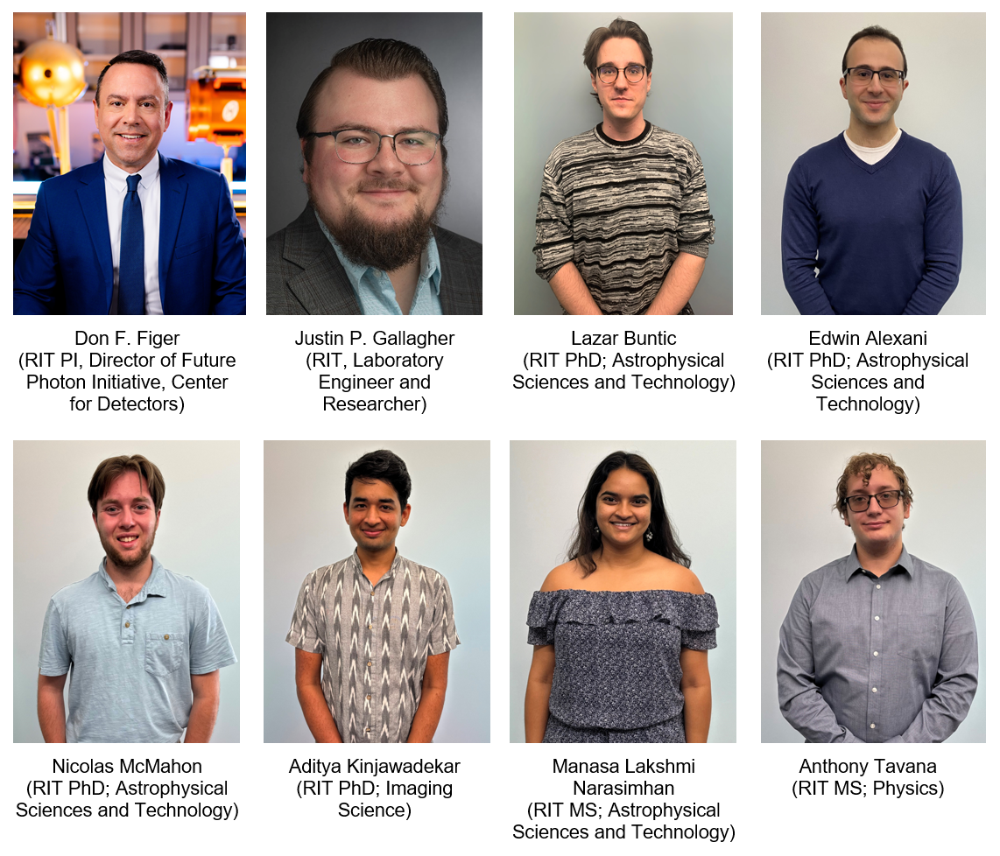 Don F. Figer
(RIT PI, Director of Future
Photon Initiative, Center
for Detectors)
Justin P. Gallagher
(RIT, Laboratory
Engineer and
Researcher)
Lazar Buntic
(RIT PhD; Astrophysical
Sciences and Technology)
Edwin Alexani
(RIT PhD; Astrophysical
Sciences and
Technology)
Nicolas McMahon
(RIT PhD; Astrophysical
Sciences and Technology)
Aditya Kinjawadekar
(RIT PhD; Imaging
Science)
Manasa Lakshmi
Narasimhan
(RIT MS; Astrophysical
Sciences and Technology)
Anthony Tavana
(RIT MS; Physics)